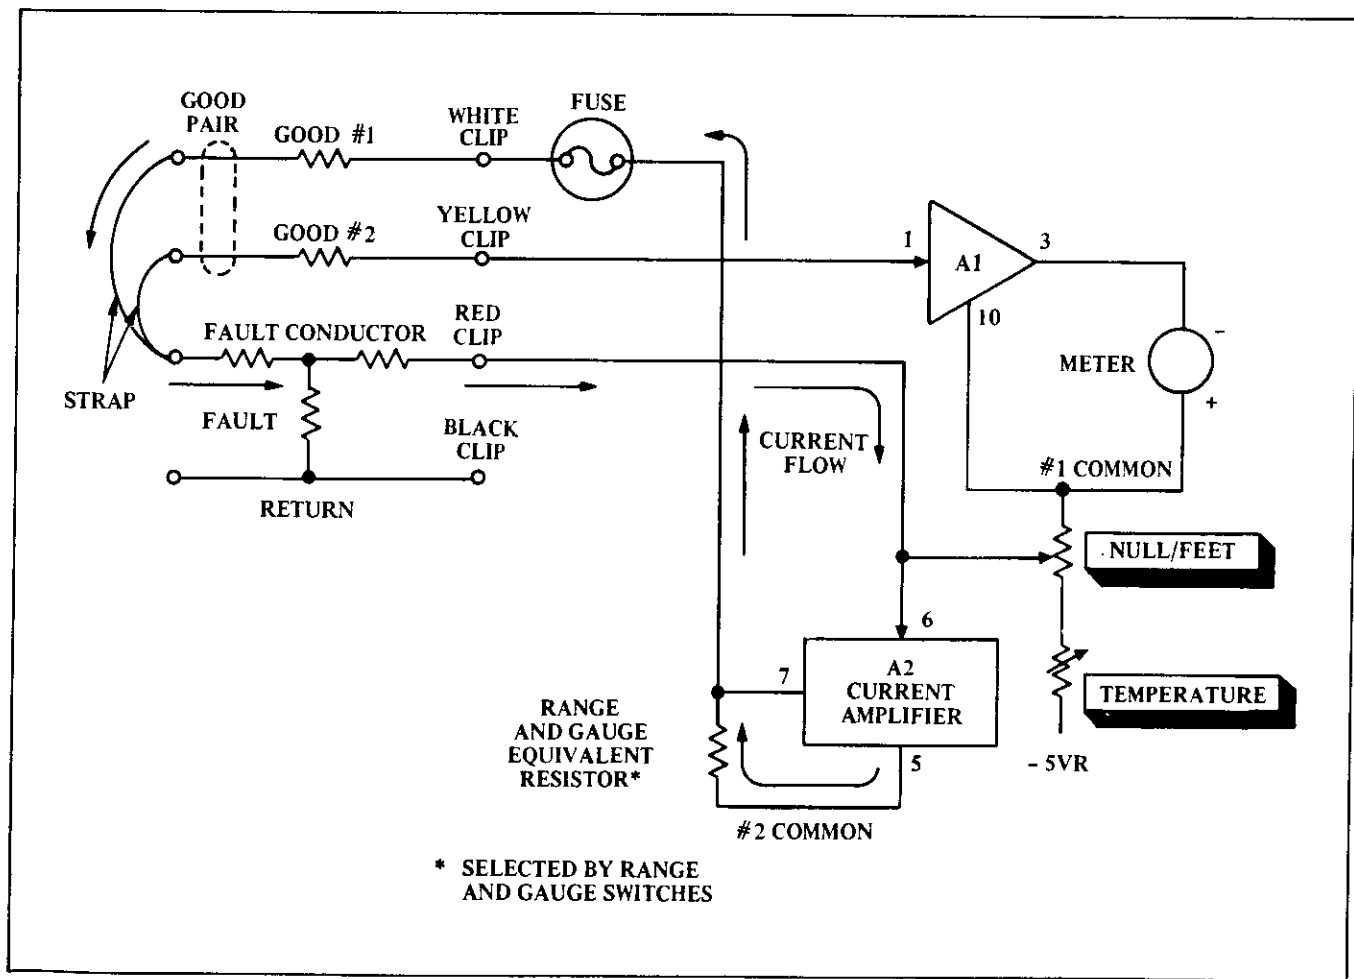 GOOD
PAIR
GOOD #1
WHITE
CLIP
FUSE
GOOD #2
YELLOW
CLIP
1
A1
3
10
RED
CLIP
FAULT CONDUCTOR
STRAP
FAULT
BLACK
CLIP
RETURN
METER
-
+
CURRENT
FLOW
#1 COMMON
NULL/FEET
6
7
A2
CURRENT
AMPLIFIER
5
TEMPERATURE
- 5VR
RANGE
AND GAUGE
EQUIVALENT
RESISTOR*
#2 COMMON
* SELECTED BY RANGE
AND GAUGE SWITCHES